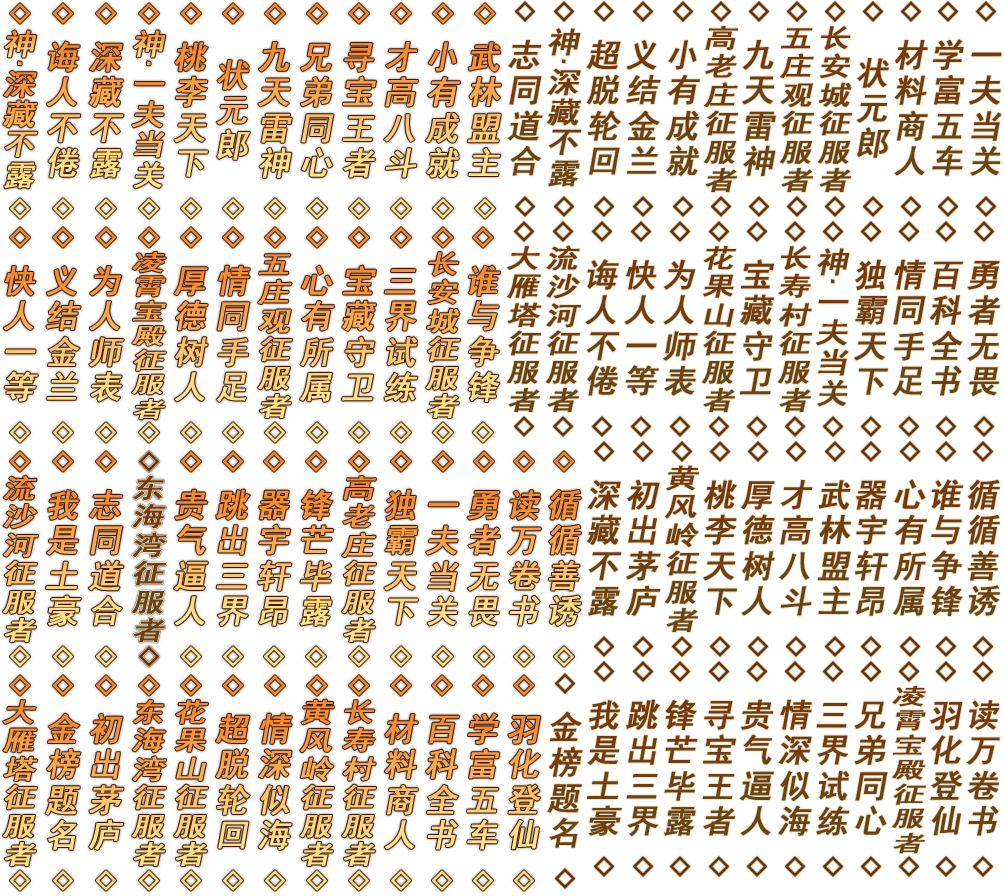 神·深藏不露
诲人不倦
深藏不露
神·一夫当关
桃李天下
状元郎
九天雷神
兄弟同心
寻宝王者
才高八斗
小有成就
武林盟主
志同道合
神·深藏不露
超脱轮回
义结金兰
小有成就
高老庄征服者
九天雷神
五庄观征服者
长安城征服者
状元郎
材料商人
学富五车
一夫当关
快人一等
义结金兰
为人师表
凌霄宝殿征服者
厚德树人
情同手足
五庄观征服者
心有所属
宝藏守卫
三界试练
长安城征服者
谁与争锋
大雁塔征服者
流沙河征服者
诲人不倦
快人一等
为人师表
花果山征服者
宝藏守卫
长寿村征服者
神·一夫当关
独霸天下
情同手足
百科全书
勇者无畏
流沙河征服者
我是土豪
志同道合
东海湾征服者
贵气逼人
跳出三界
器宇轩昂
锋芒毕露
高老庄征服者
独霸天下
一夫当关
勇者无畏
读万卷书
循循善诱
深藏不露
初出茅庐
黄风岭征服者
桃李天下
厚德树人
才高八斗
武林盟主
器宇轩昂
心有所属
谁与争锋
循循善诱
大雁塔征服者
金榜题名
初出茅庐
东海湾征服者
花果山征服者
超脱轮回
情深似海
黄风岭征服者
长寿村征服者
材料商人
百科全书
学富五车
羽化登仙
金榜题名
我是土豪
跳出三界
锋芒毕露
寻宝王者
贵气逼人
情深似海
三界试练
兄弟同心
凌霄宝殿征服者
羽化登仙
读万卷书